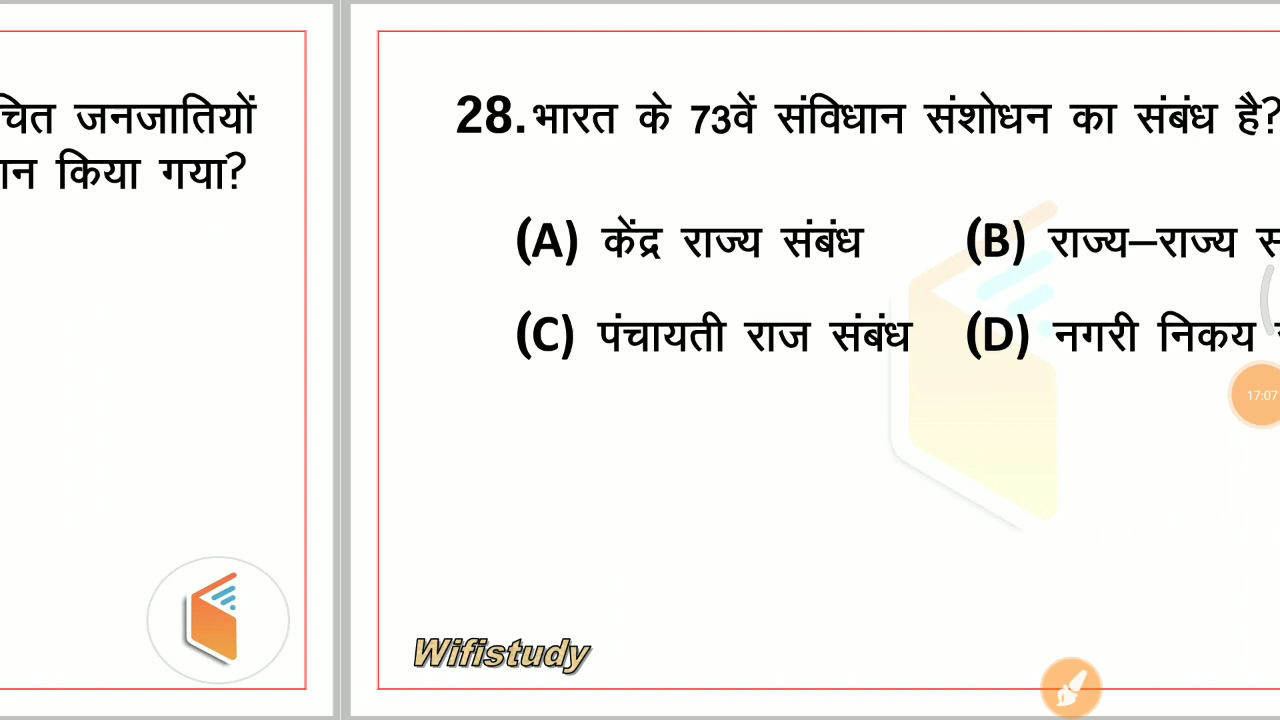 चित जनजातियों
ान किया गया?
28. भारत के 73वें संविधान संशोधन का संबंध है?
(A) केंद्र राज्य संबंध (B) राज्य–राज्य
(C) पंचायती राज संबंध (D) नगरी निकय
17:07
Wifistudy